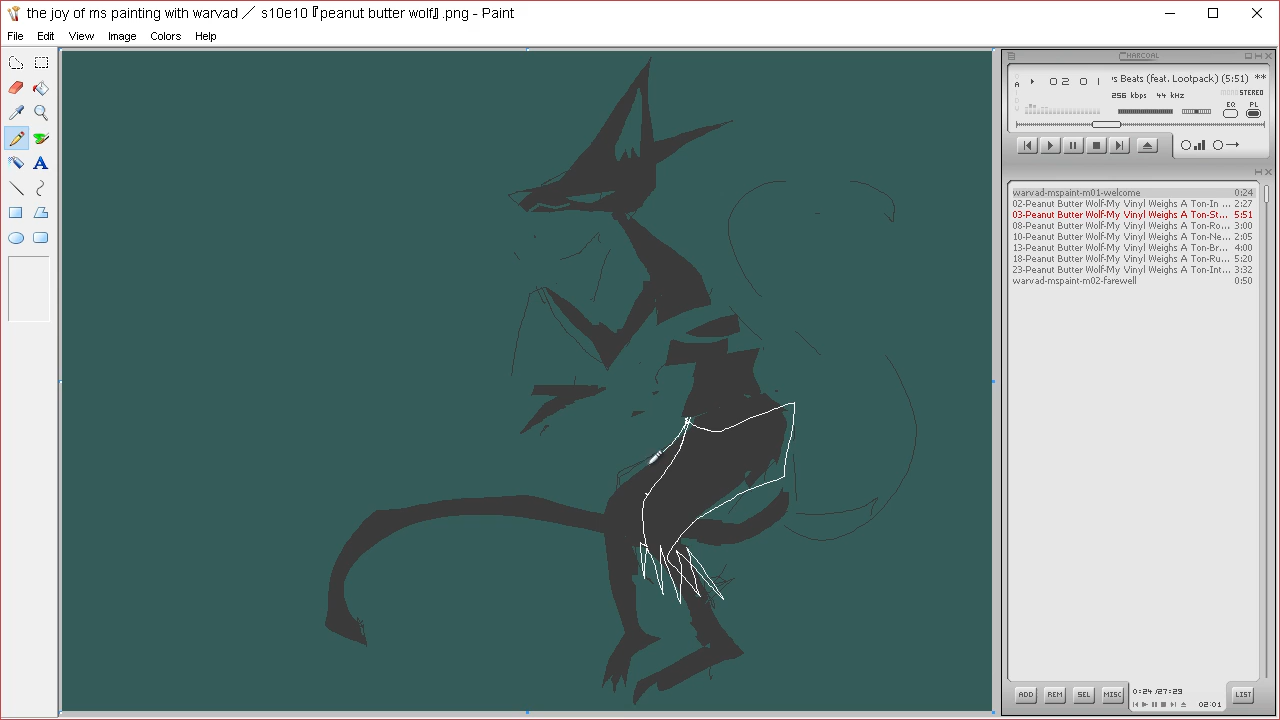 the joy of ms painting with warvad ／ s10e10『peanut butter wolf』.png - Paint
File Edit View Image Colors Help
CHARCOAL
's Beats (feat. Lootpack) (5:51) **
02 01
256 kbps 44 kHz
STEREO
EQ PL
warvad-mspaint-m01-welcome 0:24
02-Peanut Butter Wolf-My Vinyl Weighs A Ton-In ... 2:27
03-Peanut Butter Wolf-My Vinyl Weighs A Ton-St... 5:51
08-Peanut Butter Wolf-My Vinyl Weighs A Ton-Ro... 3:00
10-Peanut Butter Wolf-My Vinyl Weighs A Ton-Ne... 2:05
13-Peanut Butter Wolf-My Vinyl Weighs A Ton-Br... 4:00
18-Peanut Butter Wolf-My Vinyl Weighs A Ton-Ru... 5:20
23-Peanut Butter Wolf-My Vinyl Weighs A Ton-Int... 3:32
warvad-mspaint-m02-farewell 0:50
ADD REM SEL MISC 0:24 /27:29 LIST
02:01